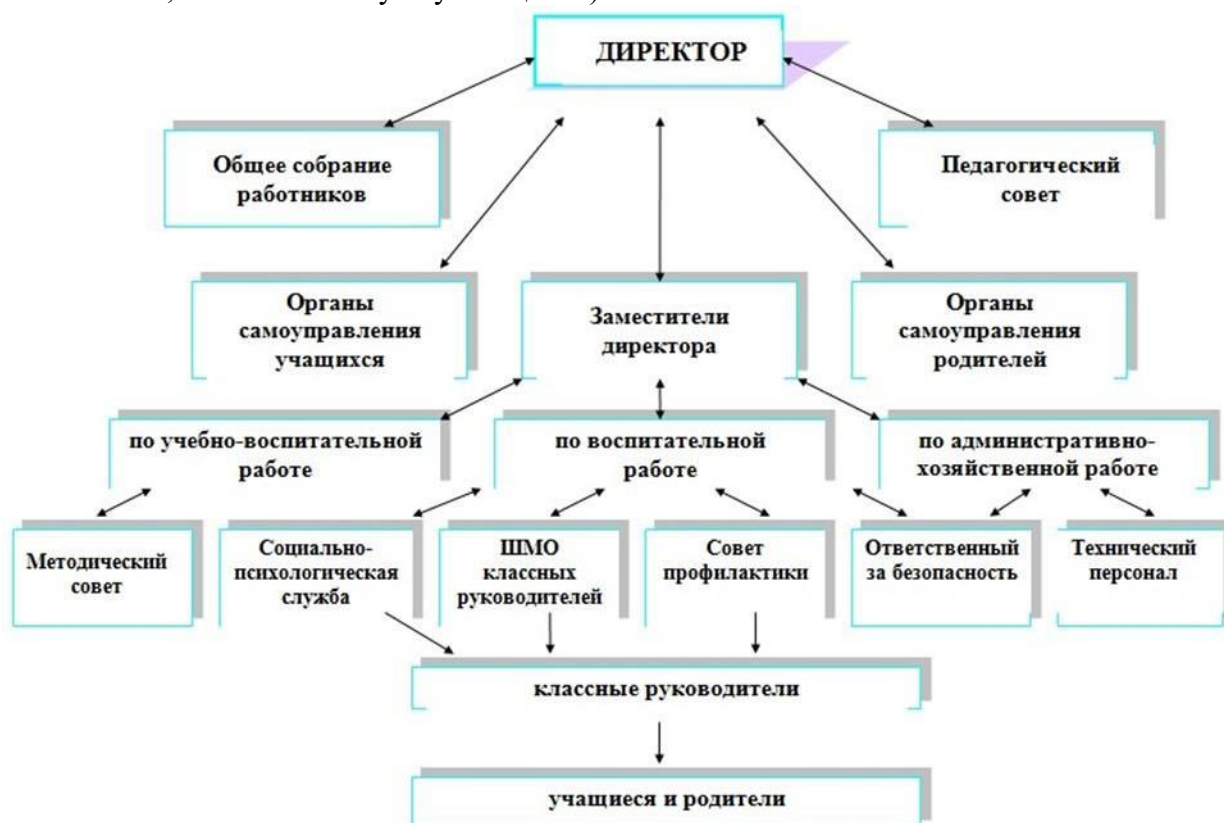 ДИРЕКТОР
Общее собрание
работников
Педагогический
совет
Органы
самоуправления
учащихся
Заместители
директора
Органы
самоуправления
родителей
по учебно-воспитательной
работе
по воспитательной
работе
по административно-
хозяйственной работе
Методический
совет
Социально-
психологическая
служба
ШМО
классных
руководителей
Совет
профилактики
Ответственный
за безопасность
Технический
персонал
классные руководители
учащиеся и родители